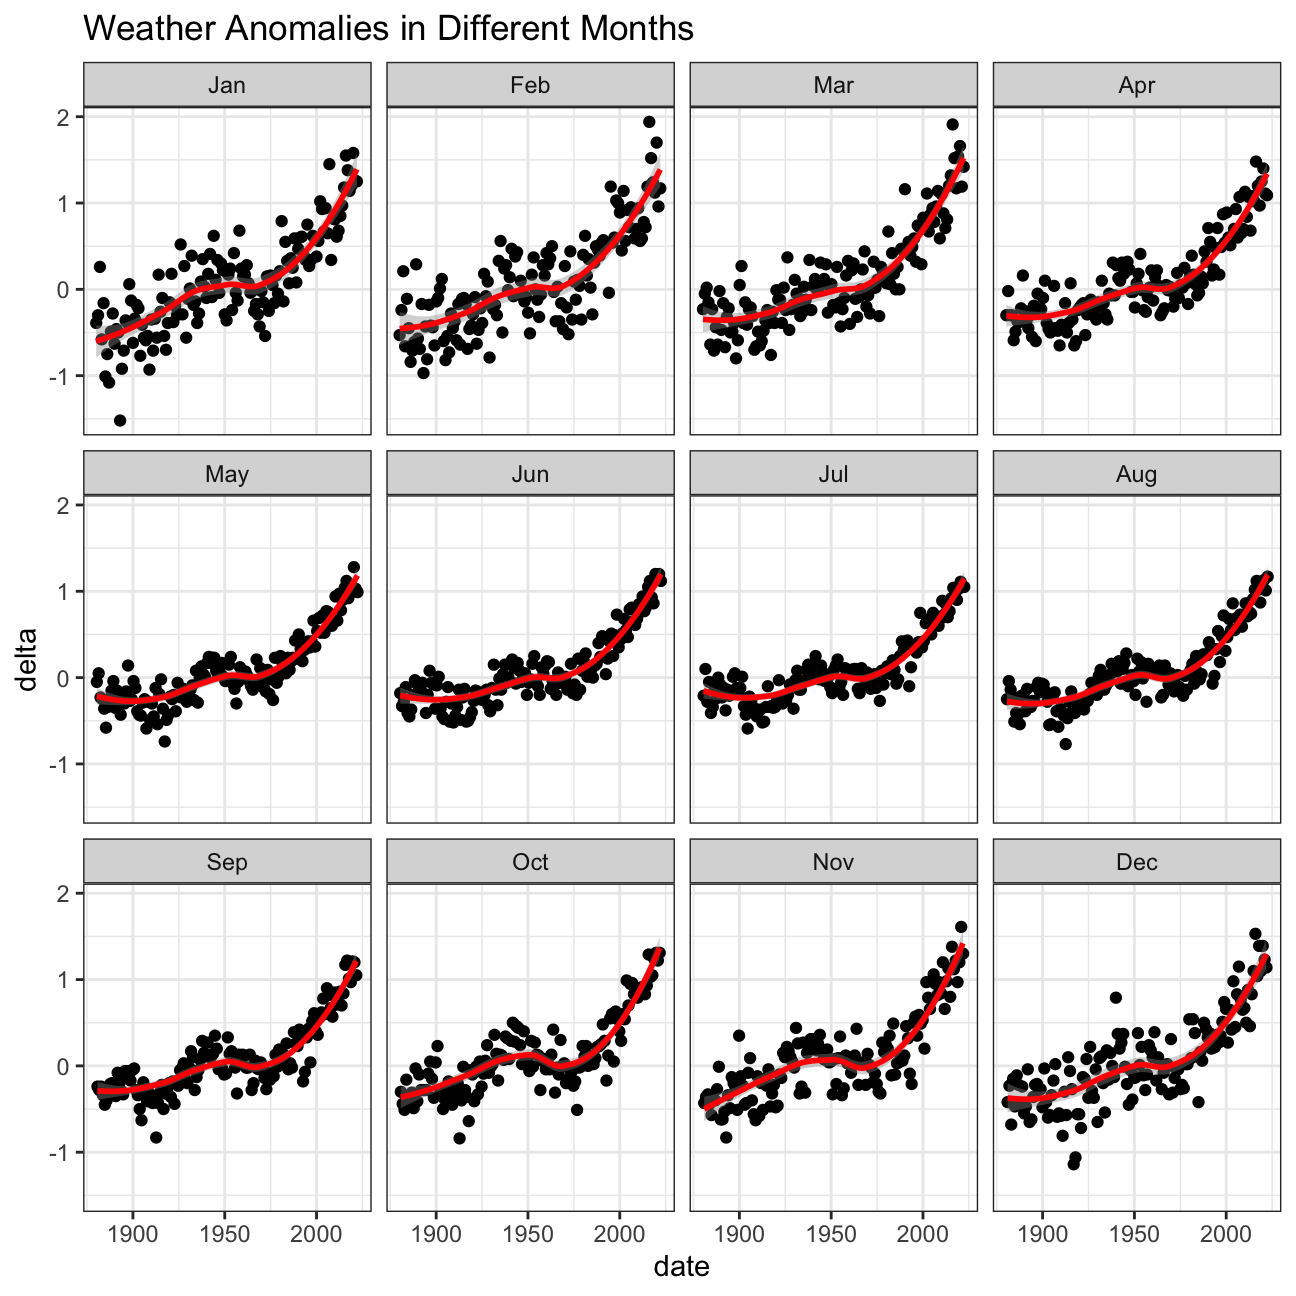 Weather Anomalies in Different Months
Jan Feb Mar Apr
2
1
0
-1
May Jun Jul Aug
2
1
0
-1
delta
Sep Oct Nov Dec
2
1
0
-1
1900 1950 2000 1900 1950 2000 1900 1950 2000 1900 1950 2000
date